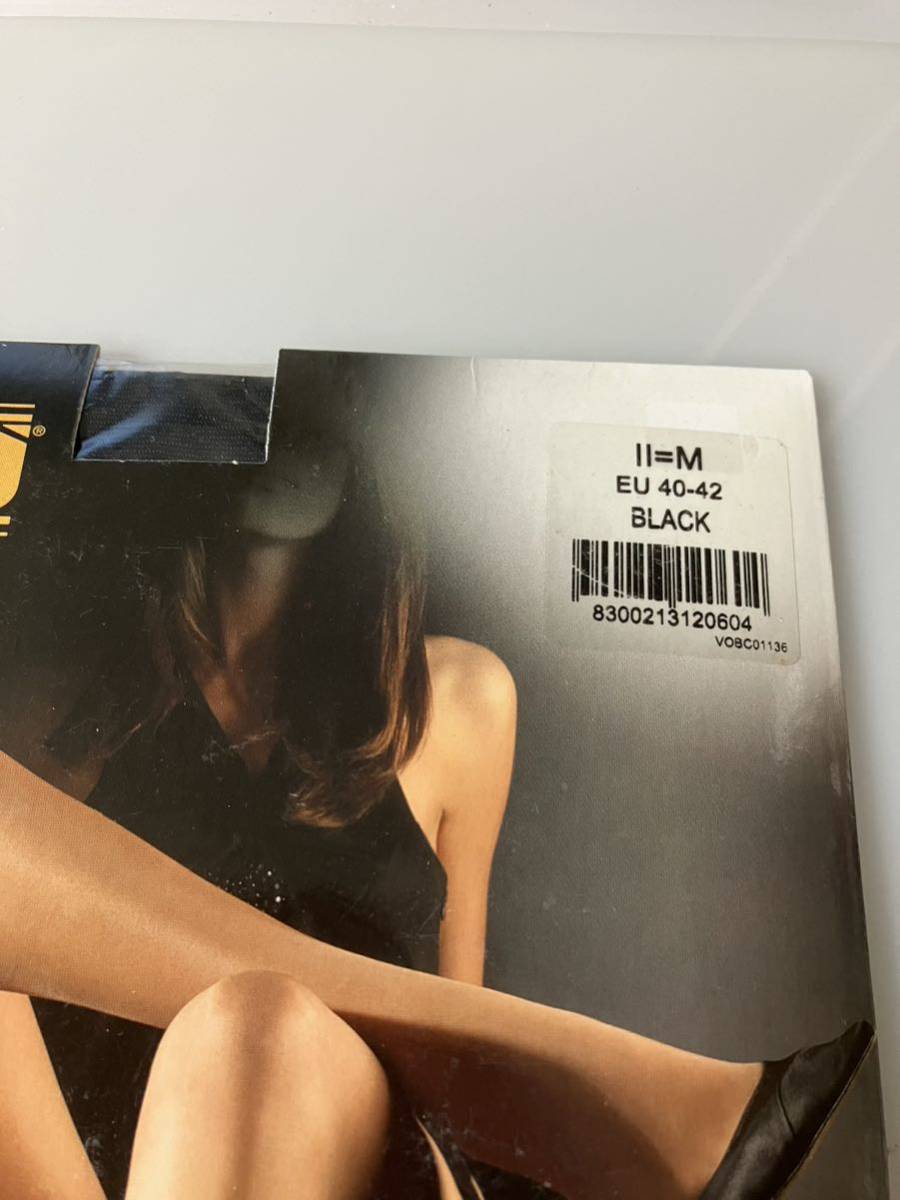 ®
II=M
EU 40-42
BLACK
8300213120604
VOBC01136